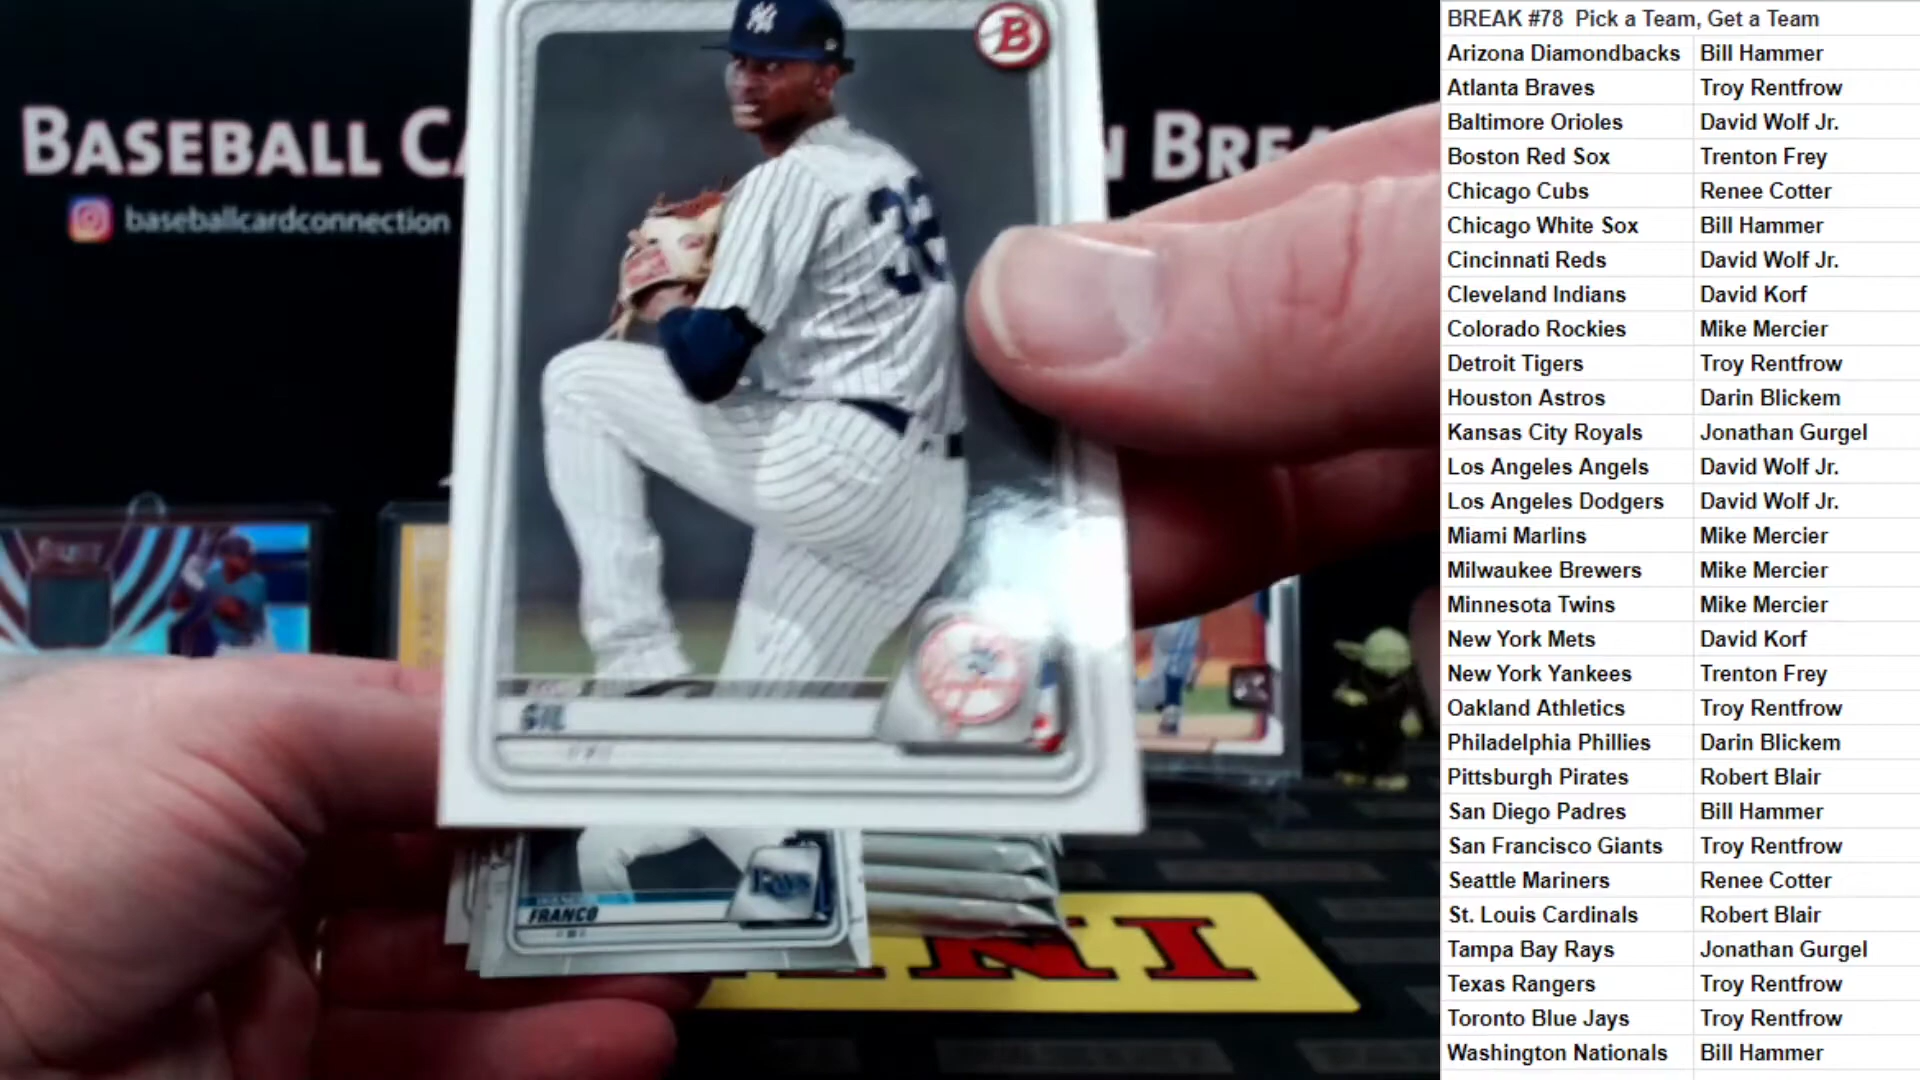 BASEBALL CA
N BREA
baseballcardconnection
B
NY
38
GIL
Rays
FRANCO
INI
BREAK #78 Pick a Team, Get a Team
Arizona Diamondbacks Bill Hammer
Atlanta Braves Troy Rentfrow
Baltimore Orioles David Wolf Jr.
Boston Red Sox Trenton Frey
Chicago Cubs Renee Cotter
Chicago White Sox Bill Hammer
Cincinnati Reds David Wolf Jr.
Cleveland Indians David Korf
Colorado Rockies Mike Mercier
Detroit Tigers Troy Rentfrow
Houston Astros Darin Blickem
Kansas City Royals Jonathan Gurgel
Los Angeles Angels David Wolf Jr.
Los Angeles Dodgers David Wolf Jr.
Miami Marlins Mike Mercier
Milwaukee Brewers Mike Mercier
Minnesota Twins Mike Mercier
New York Mets David Korf
New York Yankees Trenton Frey
Oakland Athletics Troy Rentfrow
Philadelphia Phillies Darin Blickem
Pittsburgh Pirates Robert Blair
San Diego Padres Bill Hammer
San Francisco Giants Troy Rentfrow
Seattle Mariners Renee Cotter
St. Louis Cardinals Robert Blair
Tampa Bay Rays Jonathan Gurgel
Texas Rangers Troy Rentfrow
Toronto Blue Jays Troy Rentfrow
Washington Nationals Bill Hammer